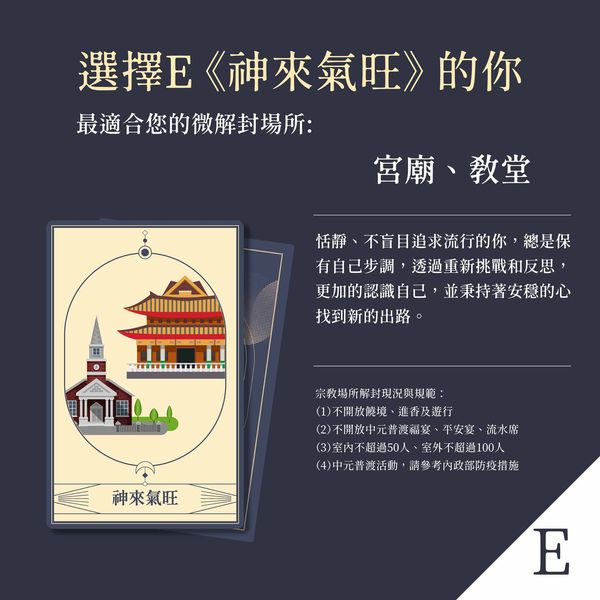 選擇E《神來氣旺》的你
最適合您的微解封場所:
宮廟、教堂
恬靜、不盲目追求流行的你，總是保
有自己步調，透過重新挑戰和反思，
更加的認識自己，並秉持著安穩的心
找到新的出路。
宗教場所解封現況與規範：
(1)不開放饒境、進香及遊行
(2)不開放中元普渡福宴、平安宴、流水席
(3)室內不超過50人、室外不超過100人
(4)中元普渡活動，請參考內政部防疫措施
神來氣旺
E